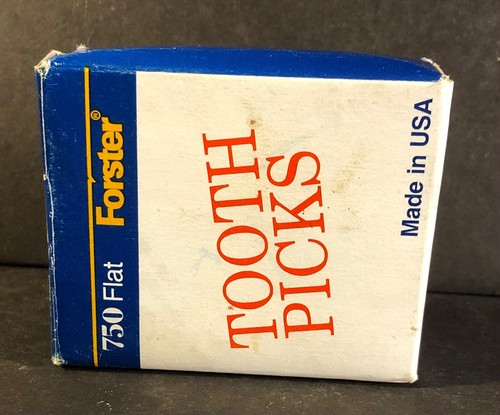 750 Flat Forster®
TOOTH
PICKS
Made in USA